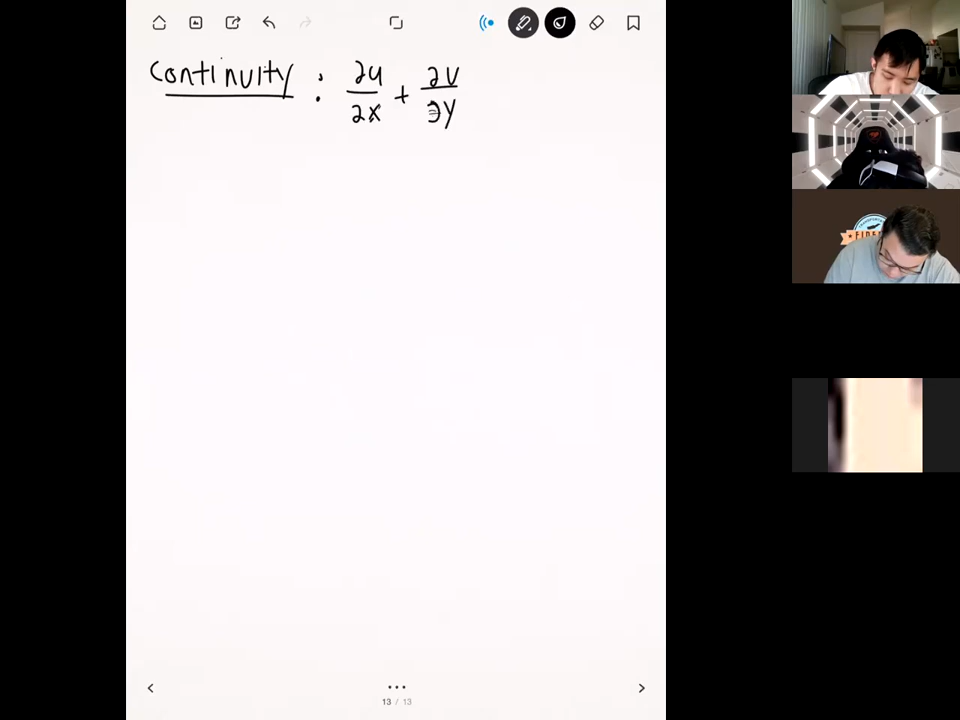 Continuity : ∂u/∂x + ∂v/∂y
13 / 13